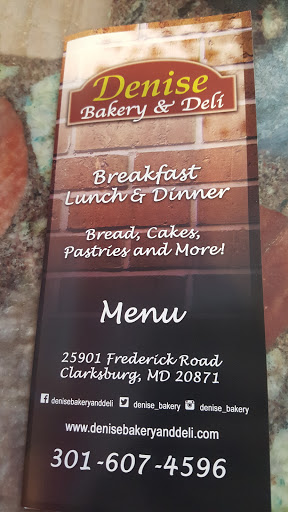 Denise
Bakery & Deli
Breakfast
Lunch & Dinner
Bread, Cakes,
Pastries and More!
Menu
25901 Frederick Road
Clarksburg, MD 20871
denisebakeryanddeli denise_bakery denise_bakery
www.denisebakeryanddeli.com
301-607-4596